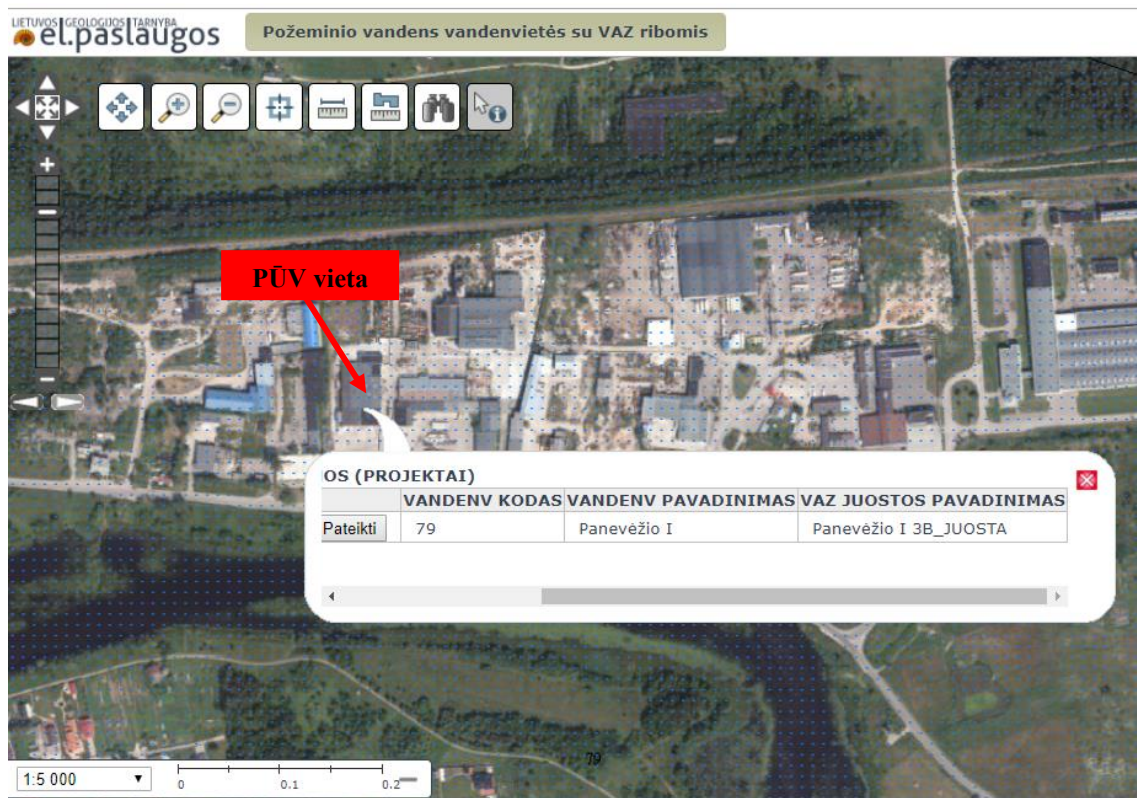 LIETUVOS GEOLOGIJOS TARNYBA
el.paslaugos
Požeminio vandens vandenvietės su VAZ ribomis
PŪV vieta
OS (PROJEKTAI)
VANDENV KODAS VANDENV PAVADINIMAS VAZ JUOSTOS PAVADINIMAS
Pateikti 79 Panevėžio I Panevėžio I 3B_JUOSTA
79
1:5 000
0 0.1 0.2